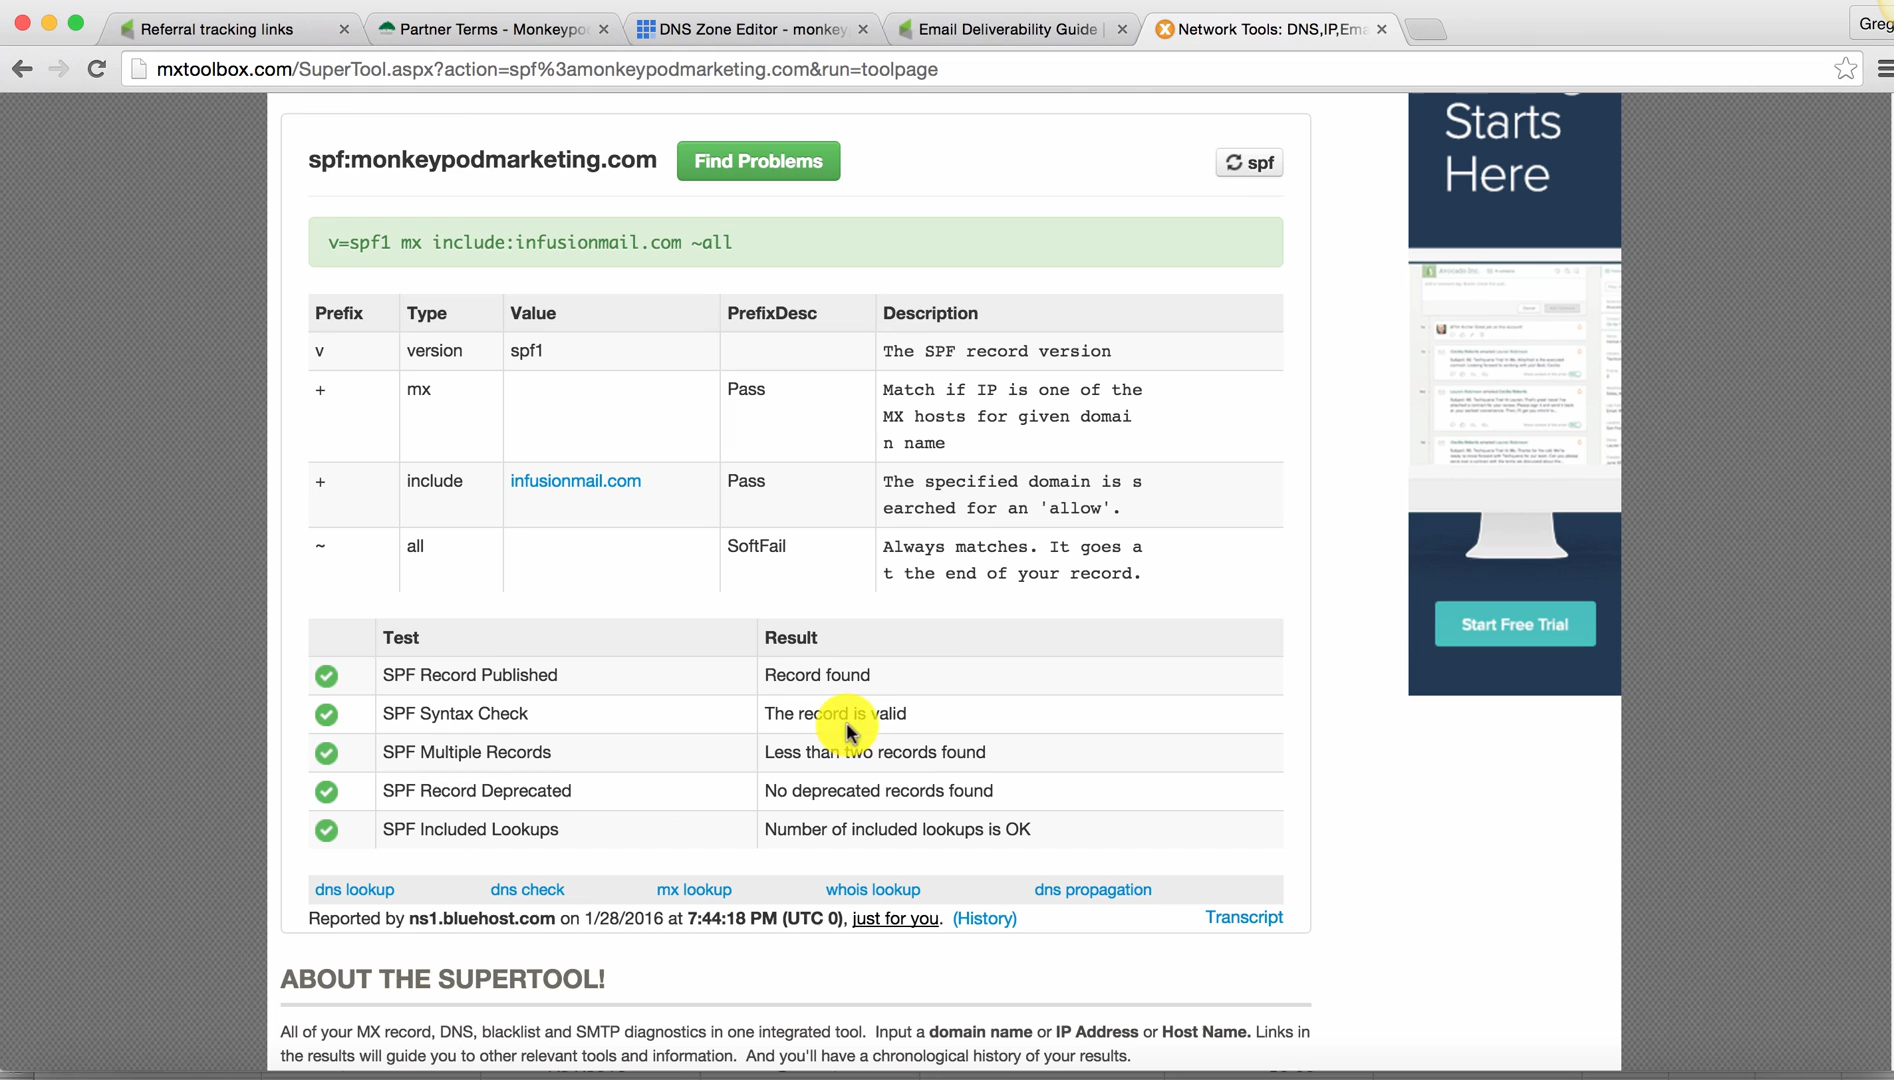 Referral tracking links
Partner Terms - Monkeypo
DNS Zone Editor - monkey
Email Deliverability Guide |
Network Tools: DNS,IP,Ema
Greg
mxtoolbox.com/SuperTool.aspx?action=spf%3amonkeypodmarketing.com&run=toolpage
Starts
Here
spf:monkeypodmarketing.com Find Problems spf
v=spf1 mx include:infusionmail.com ~all
Prefix Type Value PrefixDesc Description
v version spf1 The SPF record version
+ mx Pass Match if IP is one of the
MX hosts for given domai
n name
+ include infusionmail.com Pass The specified domain is s
earched for an 'allow'.
~ all SoftFail Always matches. It goes a
t the end of your record.
Start Free Trial
Test Result
SPF Record Published Record found
SPF Syntax Check The record is valid
SPF Multiple Records Less than two records found
SPF Record Deprecated No deprecated records found
SPF Included Lookups Number of included lookups is OK
dns lookup dns check mx lookup whois lookup dns propagation
Reported by ns1.bluehost.com on 1/28/2016 at 7:44:18 PM (UTC 0), just for you. (History) Transcript
ABOUT THE SUPERTOOL!
All of your MX record, DNS, blacklist and SMTP diagnostics in one integrated tool. Input a domain name or IP Address or Host Name. Links in
the results will guide you to other relevant tools and information. And you'll have a chronological history of your results.